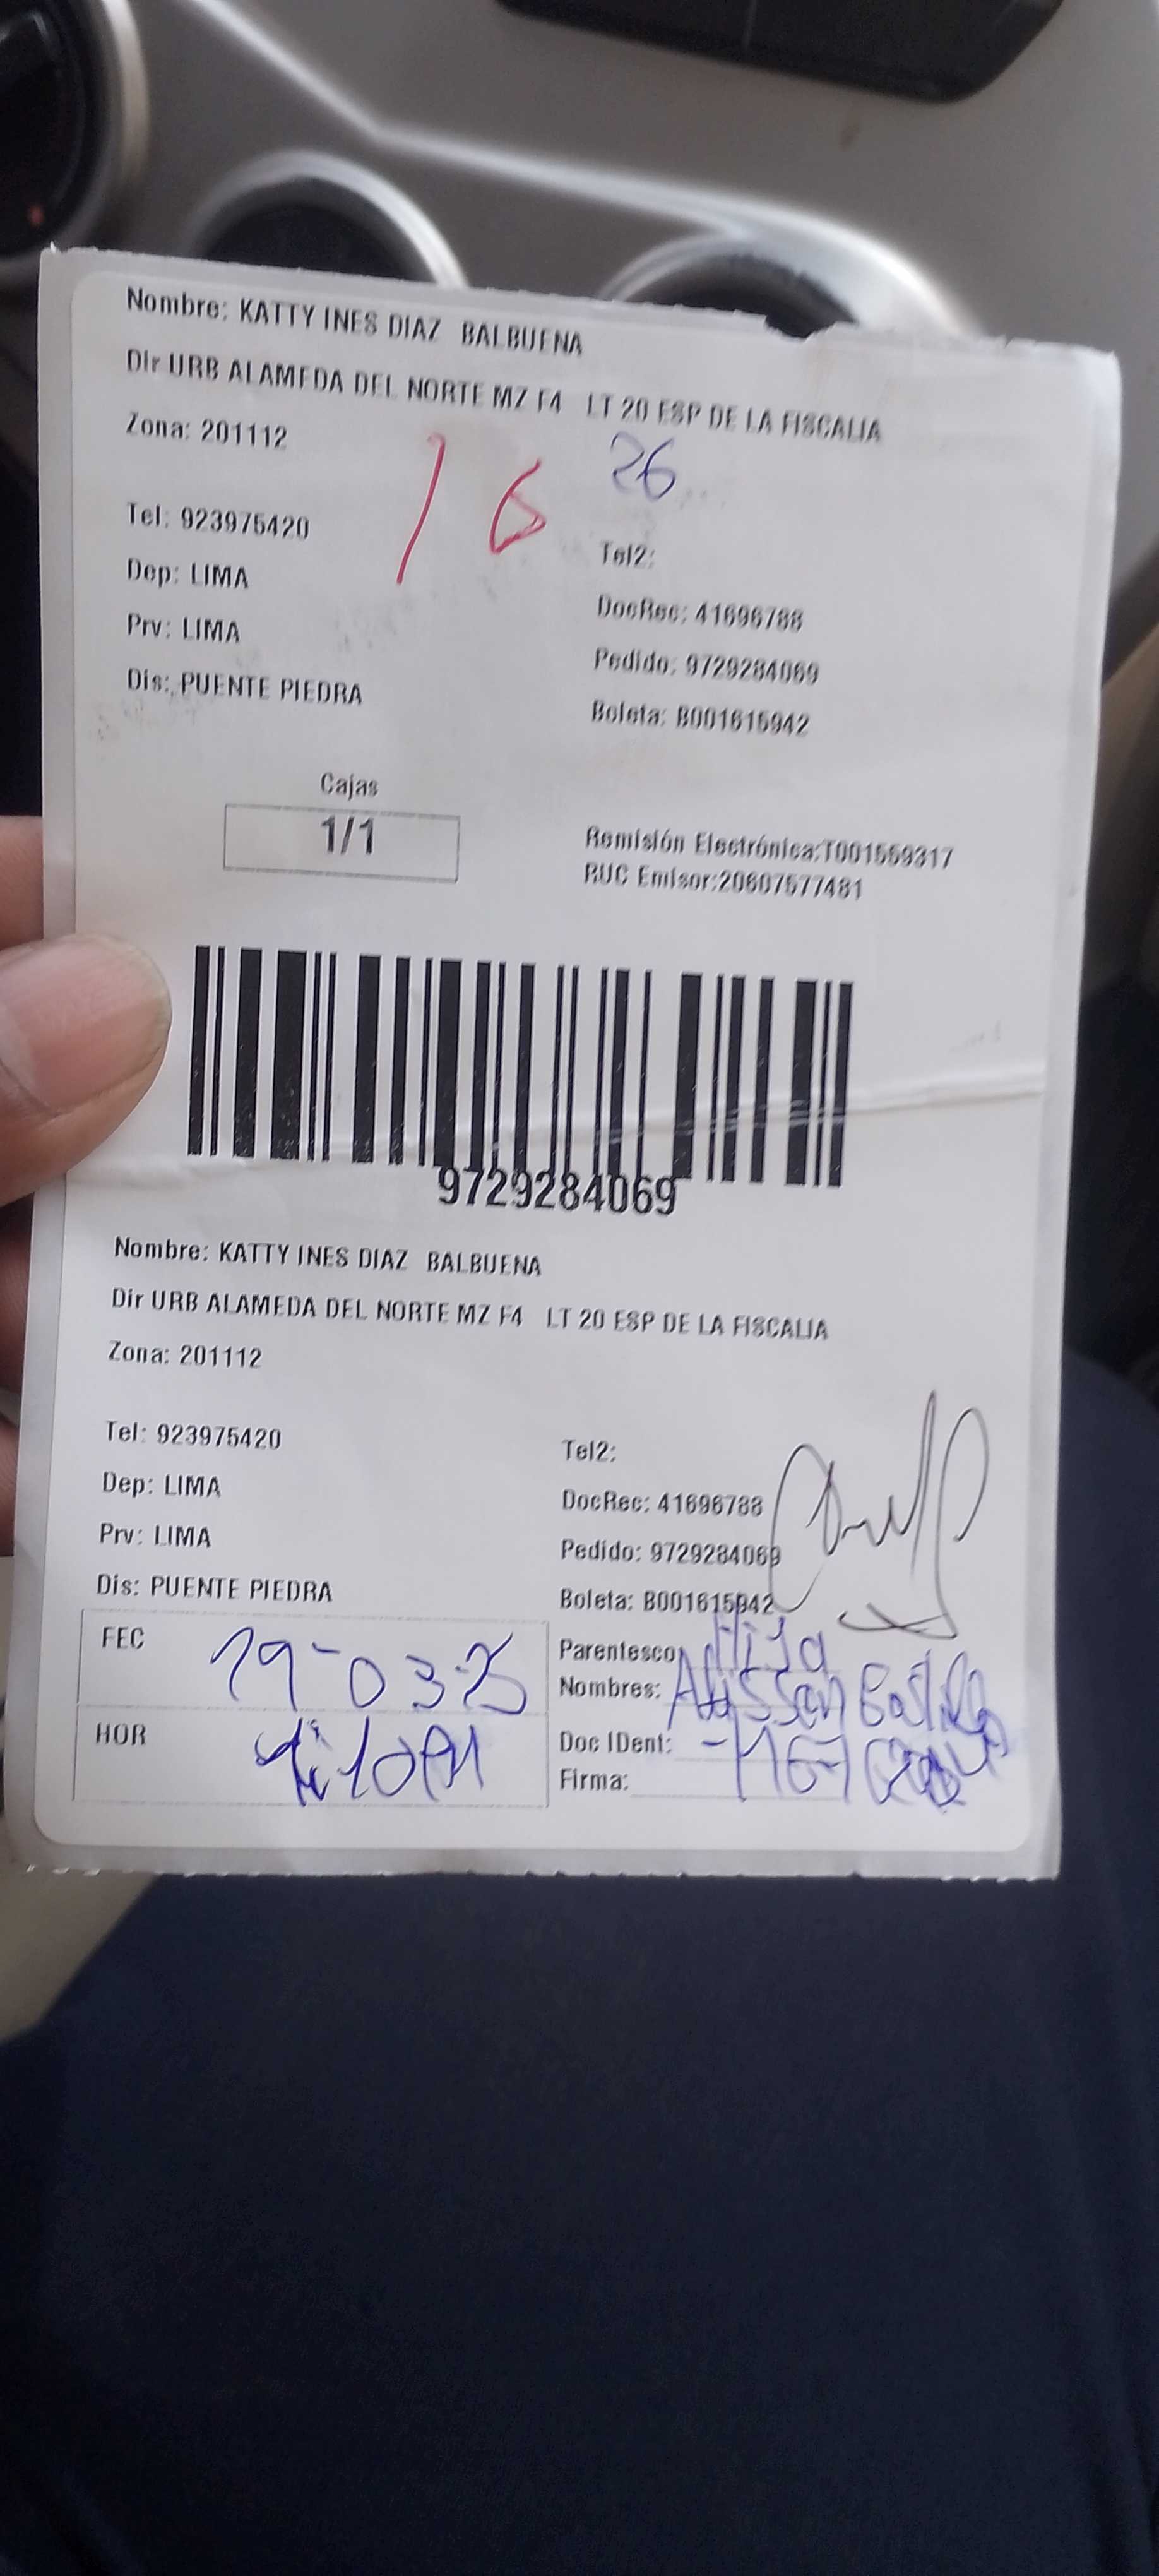 Nombre: KATTY INES DIAZ BALBUENA
Dir URB ALAMEDA DEL NORTE MZ F4 LT 20 ESP DE LA FISCALIA
Zona: 201112
16
26
Tel: 923975420
Tel2:
Dep: LIMA
DocRec: 41696788
Prv: LIMA
Pedido: 9729284069
Dis: PUENTE PIEDRA
Boleta: B001615942
Cajas
1/1
Remisión Electrónica:T001559317
RUC Emisor:20607577481
9729284069
Nombre: KATTY INES DIAZ BALBUENA
Dir URB ALAMEDA DEL NORTE MZ F4 LT 20 ESP DE LA FISCALIA
Zona: 201112
Tel: 923975420
Tel2:
Dep: LIMA
DocRec: 41696788
Prv: LIMA
Pedido: 9729284069
Dis: PUENTE PIEDRA
Boleta: B001615942
FEC 19-03-25
Parentesco Hija
Nombres: Alisson
HOR
Doc IDent:
Firma: